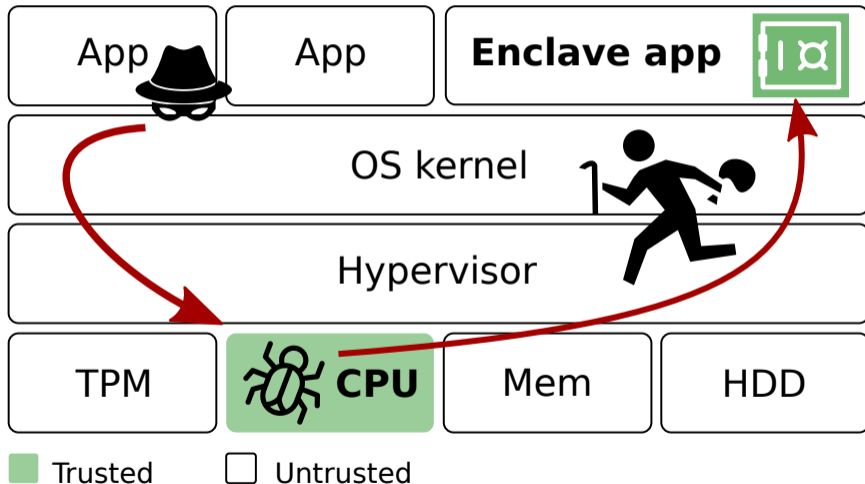 App
App
Enclave app
OS kernel
Hypervisor
TPM
CPU
Mem
HDD
Trusted
Untrusted